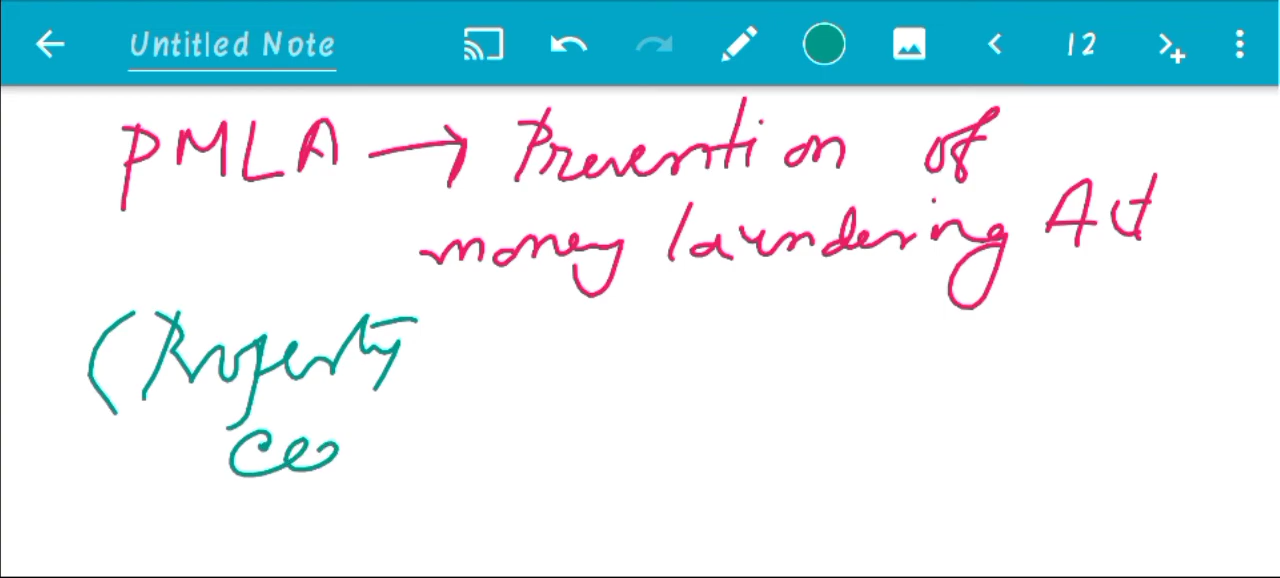 Untitled Note
12
PMLA → Prevention of
money laundering Act
(Property